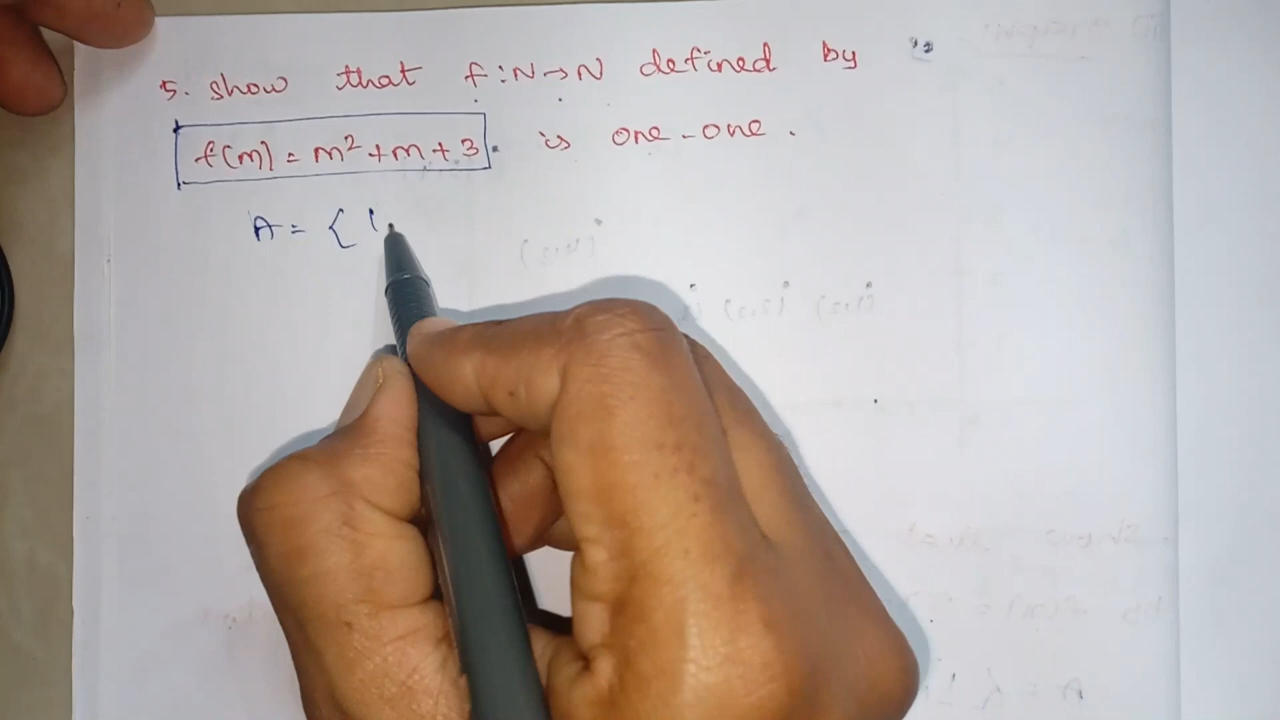 5. show that f:N→N defined by
f(m) = m²+m+3. is one-one.
A = { 1